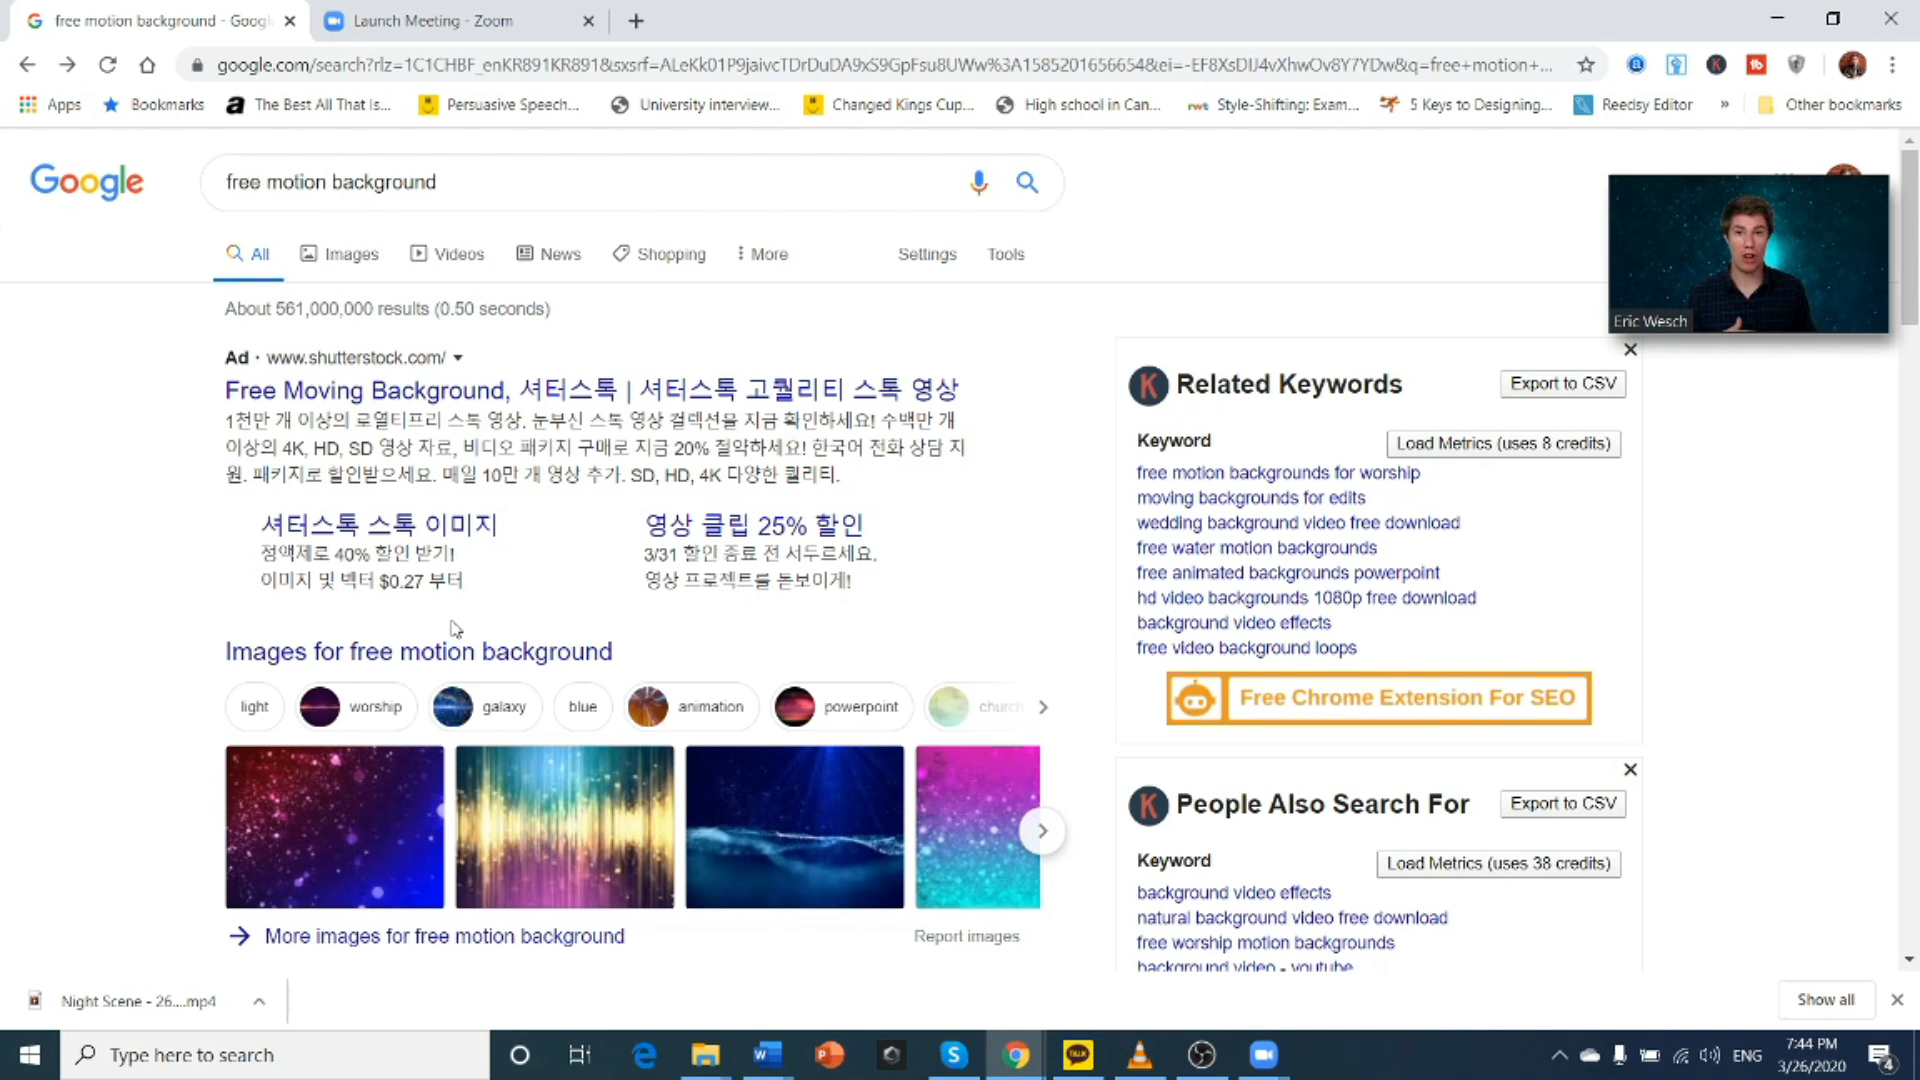 free motion background - Googl
Launch Meeting - Zoom
google.com/search?rlz=1C1CHBF_enKR891KR891&sxsrf=ALeKk01P9jaivcTDrDuDA9xS9GpFsu8UWw%3A1585201656654&ei=-EF8XsDIJ4vXhwOv8Y7YDw&q=free+motion+...
Apps
Bookmarks
The Best All That Is...
Persuasive Speech...
University interview...
Changed Kings Cup...
High school in Can...
Style-Shifting: Exam...
5 Keys to Designing...
Reedsy Editor
»
Other bookmarks
Google
free motion background
All
Images
Videos
News
Shopping
More
Settings
Tools
Eric Wesch
About 561,000,000 results (0.50 seconds)
Ad · www.shutterstock.com/
Free Moving Background, 셔터스톡 | 셔터스톡 고퀄리티 스톡 영상
1천만 개 이상의 로열티프리 스톡 영상. 눈부신 스톡 영상 컬렉션을 지금 확인하세요! 수백만 개
이상의 4K, HD, SD 영상 자료, 비디오 패키지 구매로 지금 20% 절약하세요! 한국어 전화 상담 지
원. 패키지로 할인받으세요. 매일 10만 개 영상 추가. SD, HD, 4K 다양한 퀄리티.
셔터스톡 스톡 이미지
정액제로 40% 할인 받기!
이미지 및 벡터 $0.27 부터
영상 클립 25% 할인
3/31 할인 종료 전 서두르세요.
영상 프로젝트를 돋보이게!
Images for free motion background
light
worship
galaxy
blue
animation
powerpoint
church
More images for free motion background
Report images
Related Keywords
Export to CSV
Keyword
Load Metrics (uses 8 credits)
free motion backgrounds for worship
moving backgrounds for edits
wedding background video free download
free water motion backgrounds
free animated backgrounds powerpoint
hd video backgrounds 1080p free download
background video effects
free video background loops
Free Chrome Extension For SEO
People Also Search For
Export to CSV
Keyword
Load Metrics (uses 38 credits)
background video effects
natural background video free download
free worship motion backgrounds
background video - youtube
Night Scene - 26....mp4
Show all
Type here to search
ENG
7:44 PM
3/26/2020
4